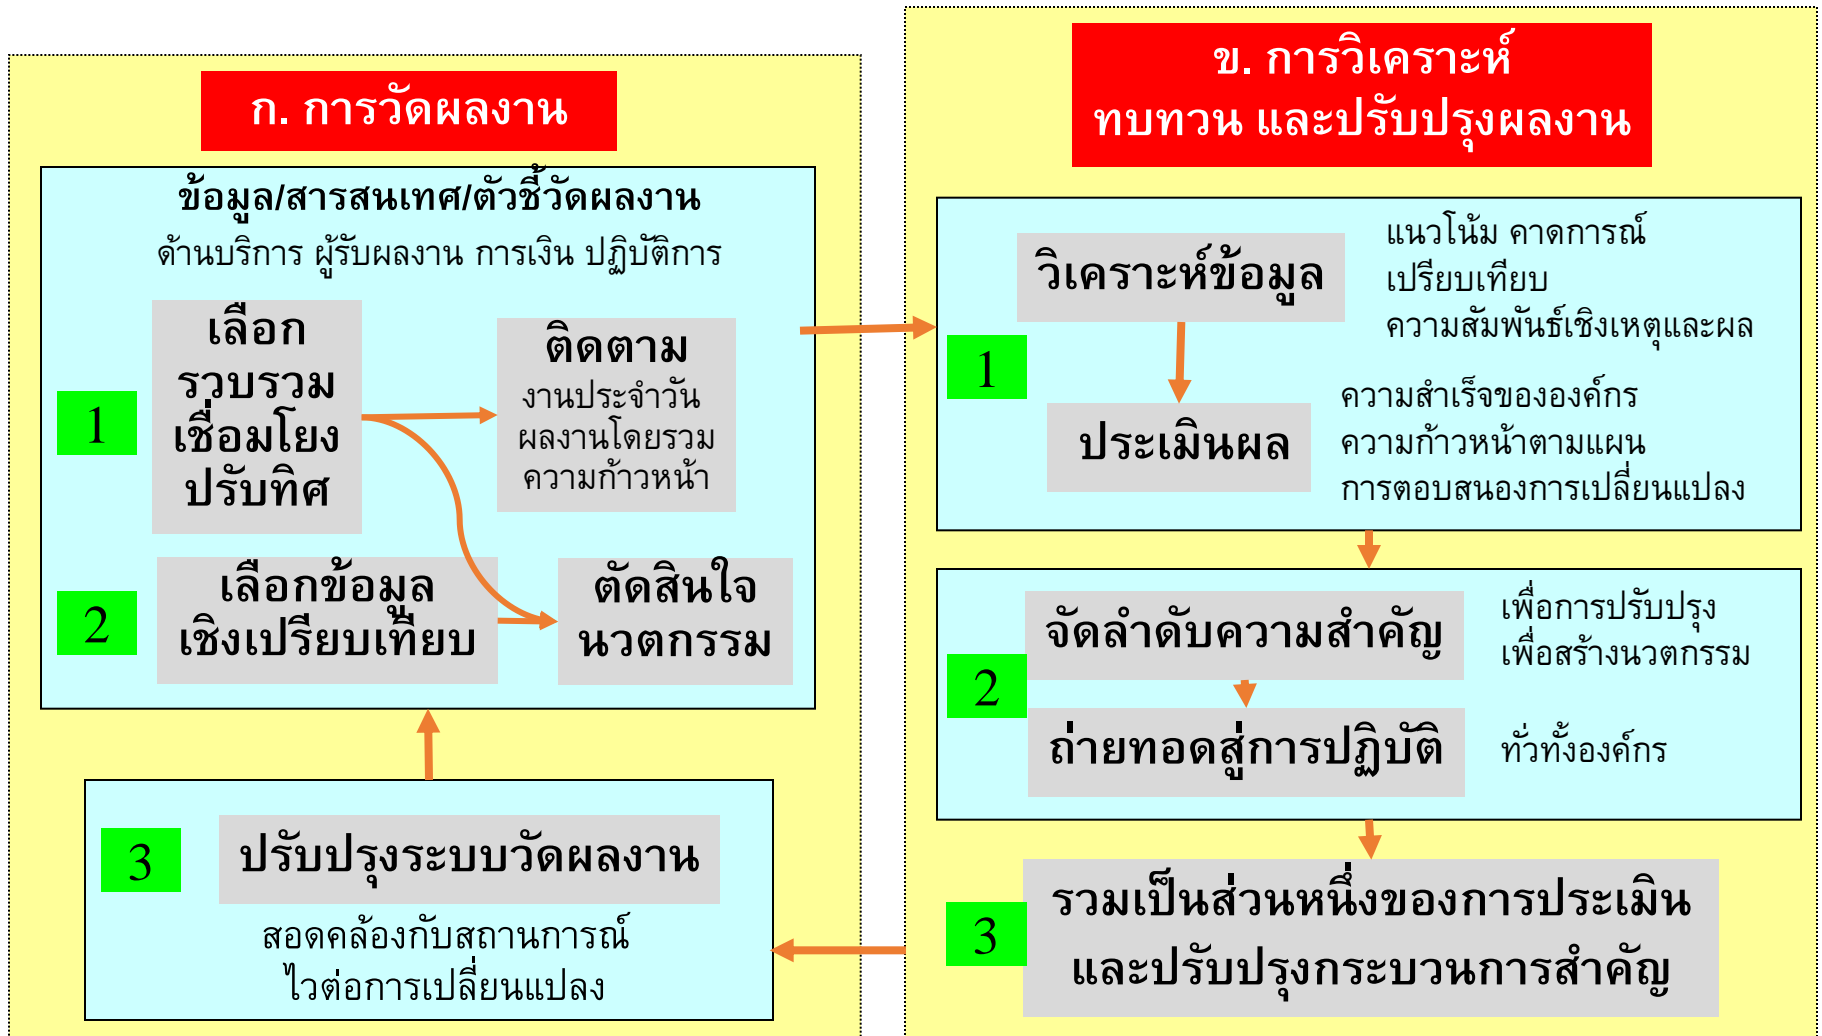 ก. การวัดผลงาน
ข้อมูล/สารสนเทศ/ตัวชี้วัดผลงาน
ด้านบริการ ผู้รับผลงาน การเงิน ปฏิบัติการ
1
เลือก
รวบรวม
เชื่อมโยง
ปรับทิศ
ติดตาม
งานประจำวัน
ผลงานโดยรวม
ความก้าวหน้า
2
เลือกข้อมูล
เชิงเปรียบเทียบ
ตัดสินใจ
นวตกรรม
3
ปรับปรุงระบบวัดผลงาน
สอดคล้องกับสถานการณ์
ไวต่อการเปลี่ยนแปลง
ข. การวิเคราะห์
ทบทวน และปรับปรุงผลงาน
1
วิเคราะห์ข้อมูล
แนวโน้ม คาดการณ์
เปรียบเทียบ
ความสัมพันธ์เชิงเหตุและผล
ประเมินผล
ความสำเร็จขององค์กร
ความก้าวหน้าตามแผน
การตอบสนองการเปลี่ยนแปลง
2
จัดลำดับความสำคัญ
เพื่อการปรับปรุง
เพื่อสร้างนวตกรรม
ถ่ายทอดสู่การปฏิบัติ
ทั่วทั้งองค์กร
3
รวมเป็นส่วนหนึ่งของการประเมิน
และปรับปรุงกระบวนการสำคัญ